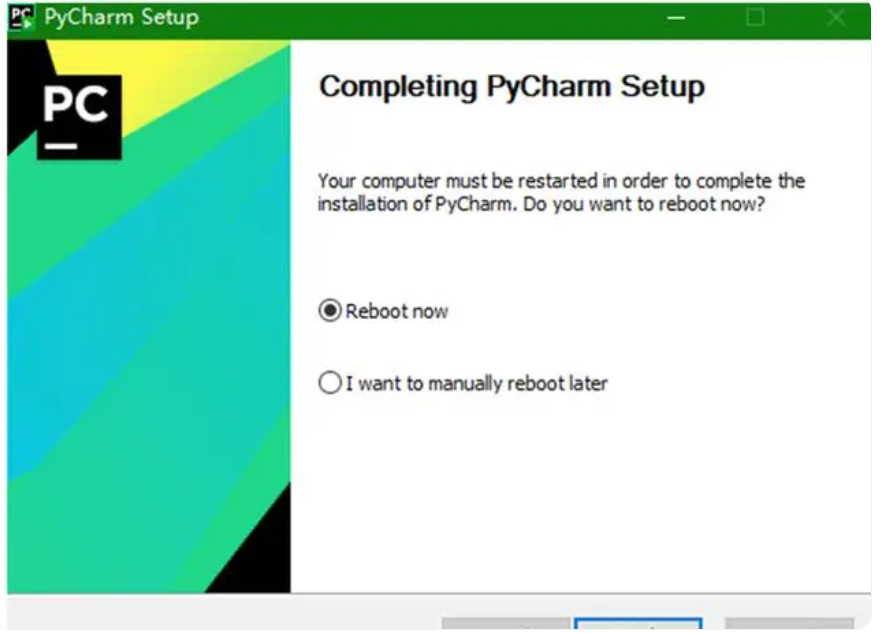 PyCharm Setup
PC
Completing PyCharm Setup
Your computer must be restarted in order to complete the
installation of PyCharm. Do you want to reboot now?
Reboot now
I want to manually reboot later